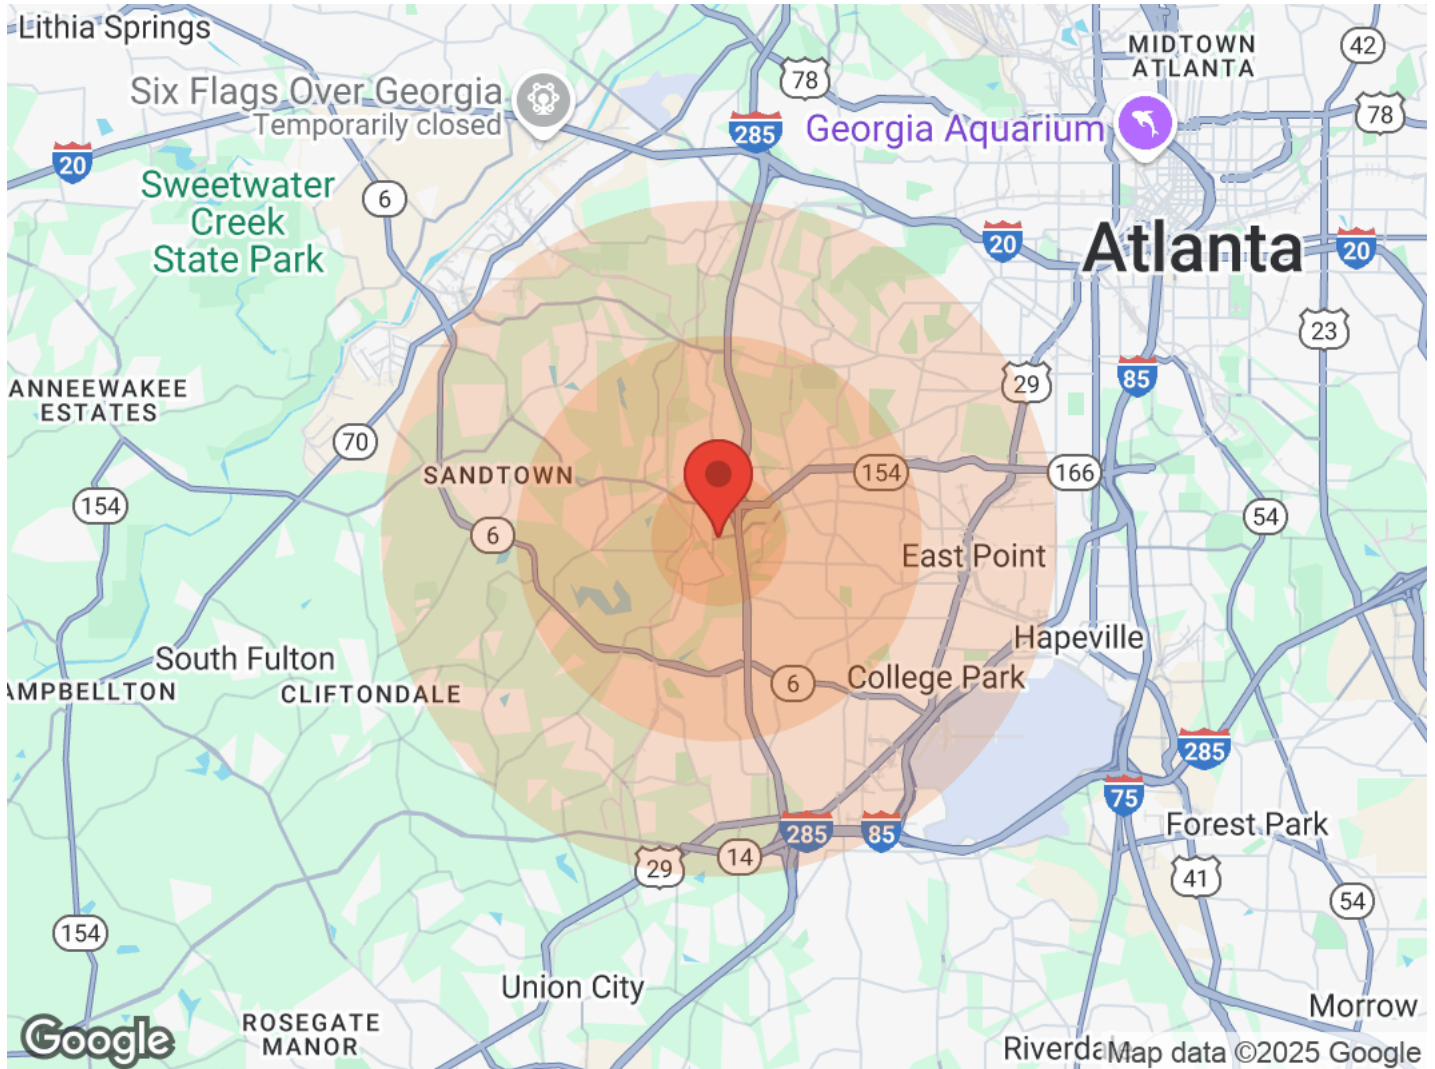 Lithia Springs
MIDTOWN
ATLANTA
42
78
Six Flags Over Georgia
Temporarily closed
78
285
Georgia Aquarium
20
Sweetwater
Creek
State Park
6
20
Atlanta
20
23
29
85
ANNEEWAKEE
ESTATES
70
SANDTOWN
154
166
154
54
6
East Point
Hapeville
South Fulton
CLIFTONDALE
AMPBELLTON
6
College Park
285
75
285
85
Forest Park
29
14
41
54
154
Union City
Morrow
ROSEGATE
MANOR
Google
Riverda
Map data ©2025 Google